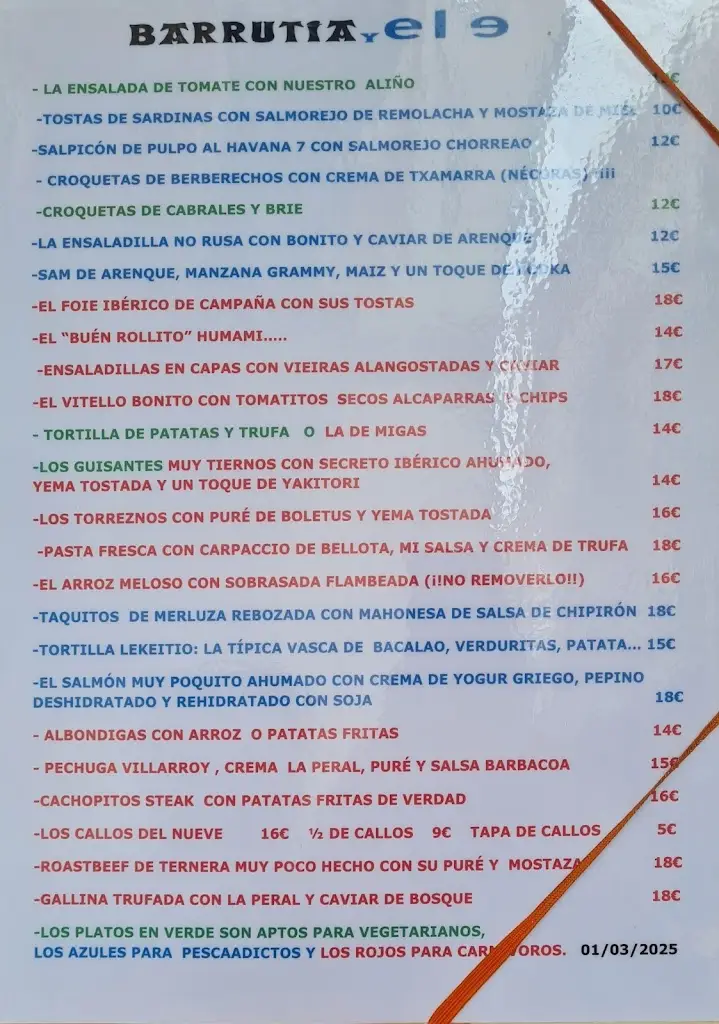 BARRUTIA Y ele
- LA ENSALADA DE TOMATE CON NUESTRO ALIÑO
-TOSTAS DE SARDINAS CON SALMOREJO DE REMOLACHA Y MOSTAZA DE MIEL 10€
-SALPICÓN DE PULPO AL HAVANA 7 CON SALMOREJO CHORREAO 12€
- CROQUETAS DE BERBERECHOS CON CREMA DE TXAMARRA (NÉCORAS)
-CROQUETAS DE CABRALES Y BRIE 12€
-LA ENSALADILLA NO RUSA CON BONITO Y CAVIAR DE ARENQUE 12€
-SAM DE ARENQUE, MANZANA GRAMMY, MAIZ Y UN TOQUE DE 15€
-EL FOIE IBÉRICO DE CAMPAÑA CON SUS TOSTAS 18€
-EL “BUÉN ROLLITO” HUMAMI..... 14€
-ENSALADILLAS EN CAPAS CON VIEIRAS ALANGOSTADAS Y CAVIAR 17€
-EL VITELLO BONITO CON TOMATITOS SECOS ALCAPARRAS Y CHIPS 18€
- TORTILLA DE PATATAS Y TRUFA O LA DE MIGAS 14€
-LOS GUISANTES MUY TIERNOS CON SECRETO IBÉRICO AHUMADO,
YEMA TOSTADA Y UN TOQUE DE YAKITORI 14€
-LOS TORREZNOS CON PURÉ DE BOLETUS Y YEMA TOSTADA 16€
-PASTA FRESCA CON CARPACCIO DE BELLOTA, MI SALSA Y CREMA DE TRUFA 18€
-EL ARROZ MELOSO CON SOBRASADA FLAMBEADA (¡!NO REMOVERLO!!) 16€
-TAQUITOS DE MERLUZA REBOZADA CON MAHONESA DE SALSA DE CHIPIRÓN 18€
-TORTILLA LEKEITIO: LA TÍPICA VASCA DE BACALAO, VERDURITAS, PATATA... 15€
-EL SALMÓN MUY POQUITO AHUMADO CON CREMA DE YOGUR GRIEGO, PEPINO
DESHIDRATADO Y REHIDRATADO CON SOJA 18€
- ALBONDIGAS CON ARROZ O PATATAS FRITAS 14€
- PECHUGA VILLARROY , CREMA LA PERAL, PURÉ Y SALSA BARBACOA 15€
-CACHOPITOS STEAK CON PATATAS FRITAS DE VERDAD 16€
-LOS CALLOS DEL NUEVE 16€ ½ DE CALLOS 9€ TAPA DE CALLOS 5€
-ROASTBEEF DE TERNERA MUY POCO HECHO CON SU PURÉ Y MOSTAZA 18€
-GALLINA TRUFADA CON LA PERAL Y CAVIAR DE BOSQUE 18€
-LOS PLATOS EN VERDE SON APTOS PARA VEGETARIANOS,
LOS AZULES PARA PESCAADICTOS Y LOS ROJOS PARA CARNIVOROS. 01/03/2025